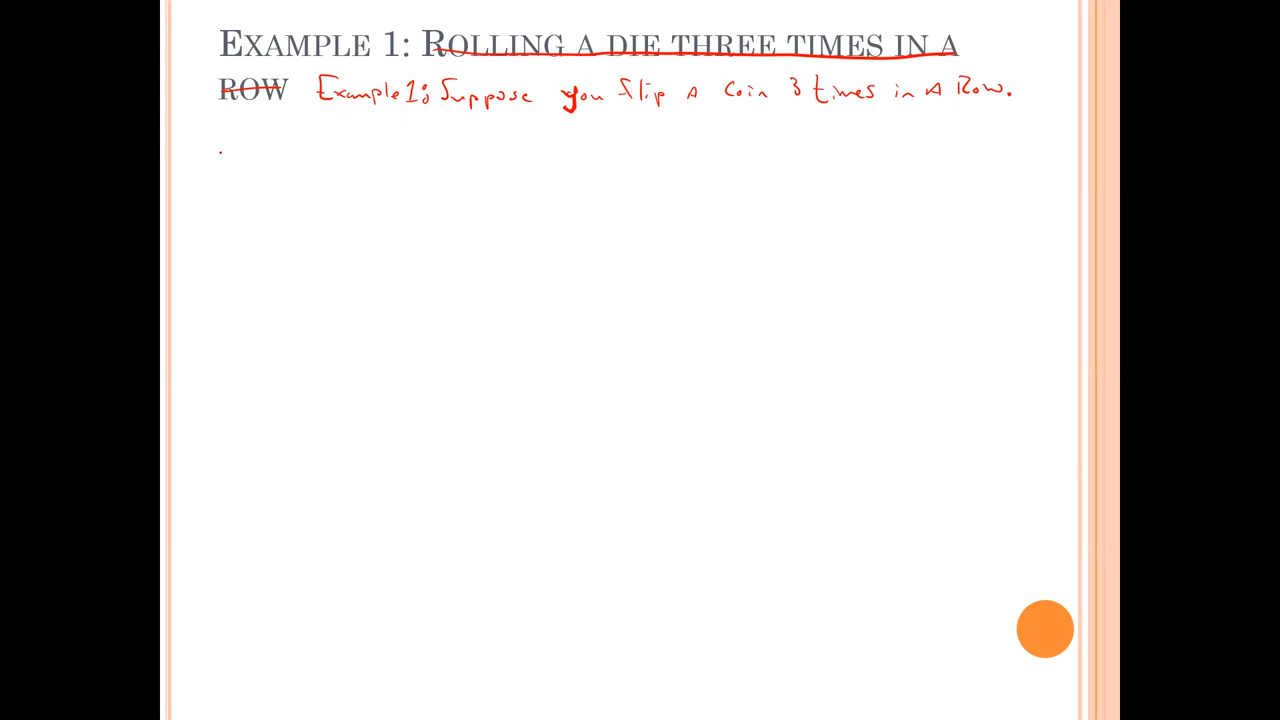 EXAMPLE 1: ROLLING A DIE THREE TIMES IN A
ROW Example 1: Suppose you flip a coin 3 times in a Row.